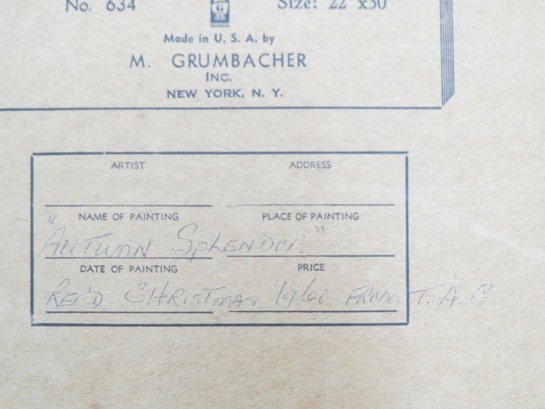 No. 634 Size: 22"x30"
Made in U. S. A. by
M. GRUMBACHER
INC.
NEW YORK, N. Y.
ARTIST ADDRESS
NAME OF PAINTING PLACE OF PAINTING
"AUTUMN SPLENDOR"
DATE OF PAINTING PRICE
REC'D CHRISTMAS 1960 FROM T. A. B